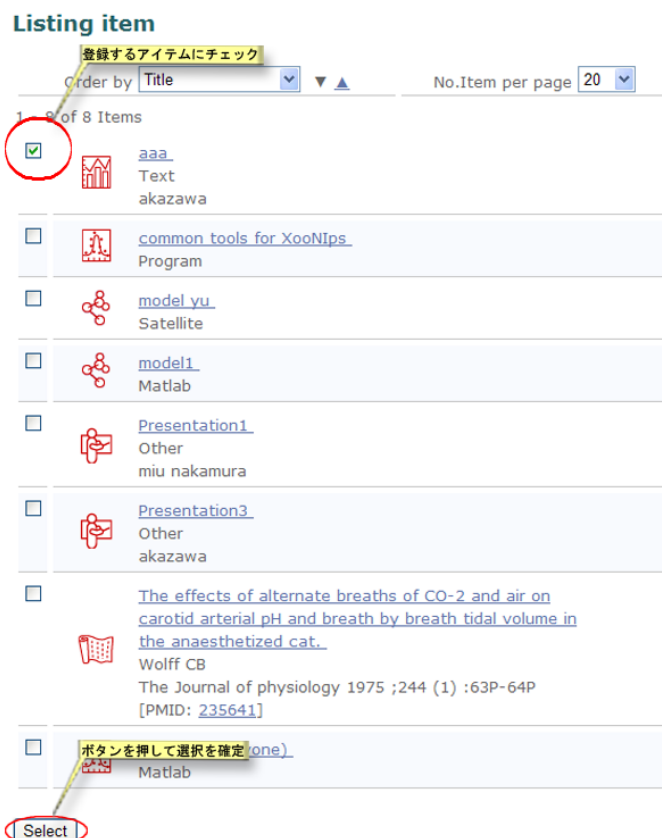 Listing item
登録するアイテムにチェック
Order by Title ▼ ▲ No.Item per page 20
1 - 8 of 8 Items
aaa
Text
akazawa
common tools for XooNIps
Program
model yu
Satellite
model1
Matlab
Presentation1
Other
miu nakamura
Presentation3
Other
akazawa
The effects of alternate breaths of CO-2 and air on
carotid arterial pH and breath by breath tidal volume in
the anaesthetized cat.
Wolff CB
The Journal of physiology 1975 ;244 (1) :63P-64P
[PMID: 235641]
ボタンを押して選択を確定 yone)
Matlab
Select